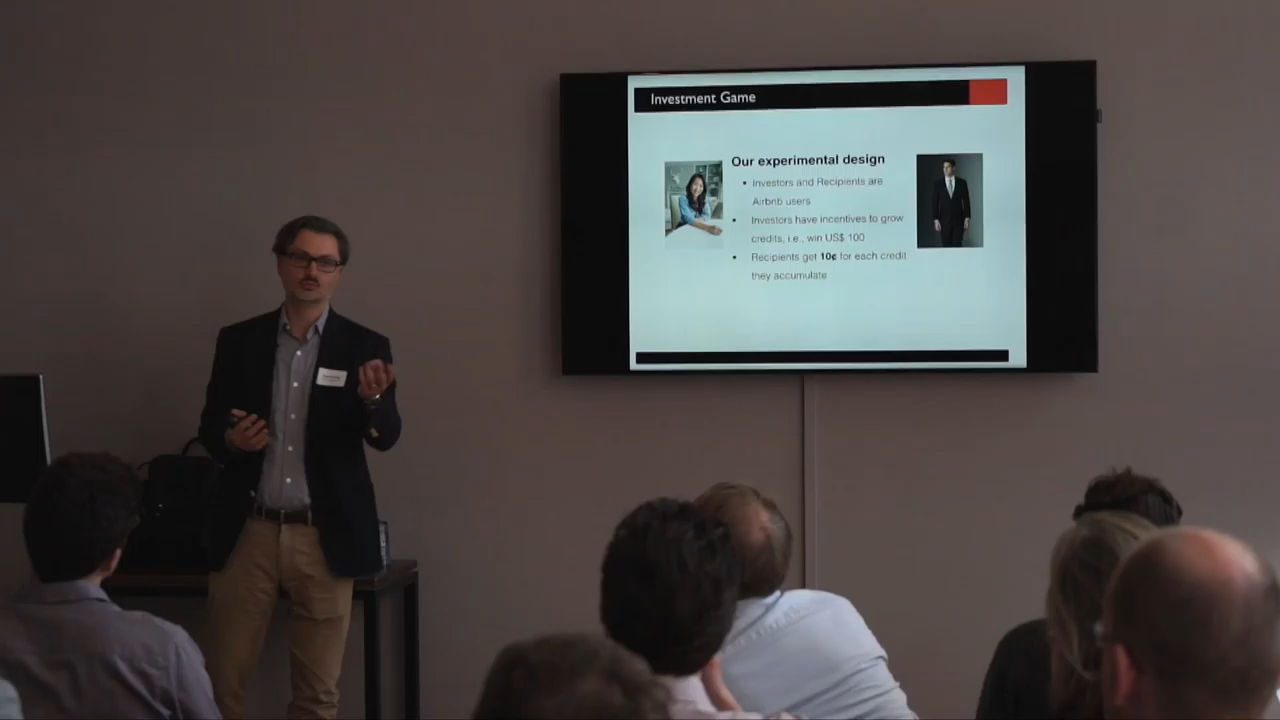 Investment Game
Our experimental design
• Investors and Recipients are
Airbnb users
• Investors have incentives to grow
credits, i.e., win US$ 100
• Recipients get 10¢ for each credit
they accumulate